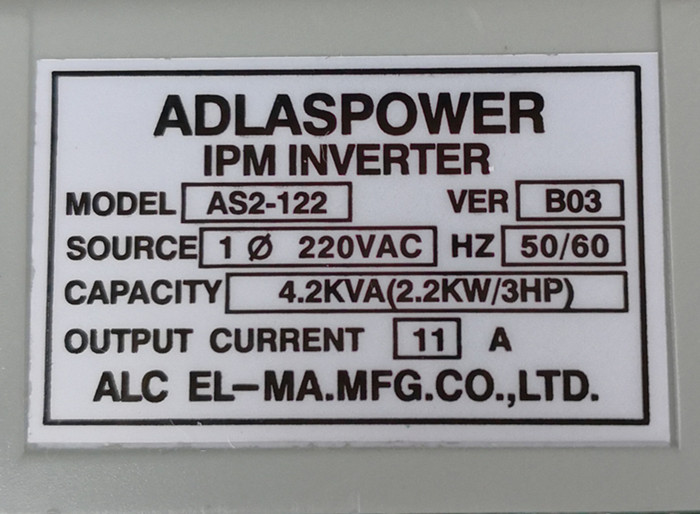 ADLASPOWER
IPM INVERTER
MODEL AS2-122 VER B03
SOURCE 1 Ø 220VAC HZ 50/60
CAPACITY 4.2KVA(2.2KW/3HP)
OUTPUT CURRENT 11 A
ALC EL-MA.MFG.CO.,LTD.